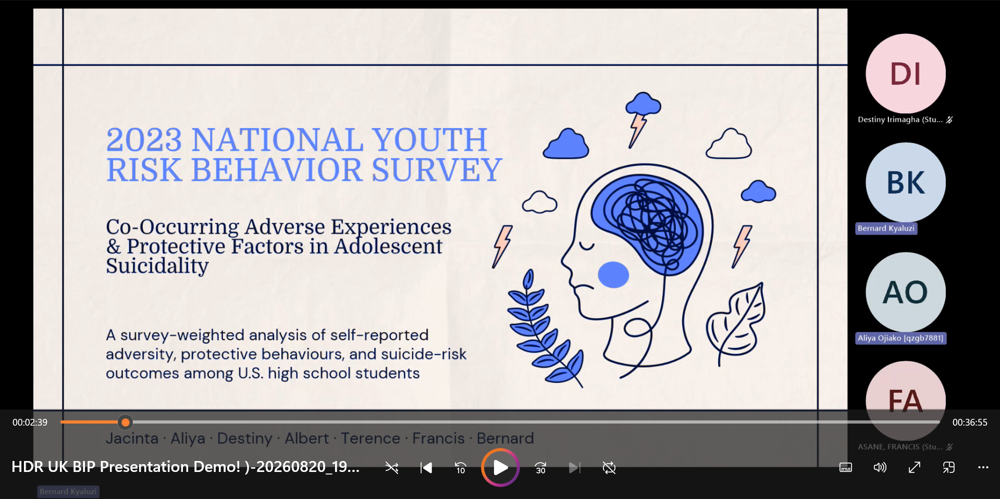 2023 NATIONAL YOUTH
RISK BEHAVIOR SURVEY
Co-Occurring Adverse Experiences
& Protective Factors in Adolescent
Suicidality
A survey-weighted analysis of self-reported
adversity, protective behaviours, and suicide-risk
outcomes among U.S. high school students
Jacinta · Aliya · Destiny · Albert · Terence · Francis · Bernard
DI
Destiny Irimagha (Stu...
BK
Bernard Kyaluzi
AO
Aliya Ojiako [qzgb7881]
FA
ASANE, FRANCIS (Stu...
00:02:39
00:36:55
HDR UK BIP Presentation Demo! )-20260820_19...
10
30
Bernard Kyaluzi